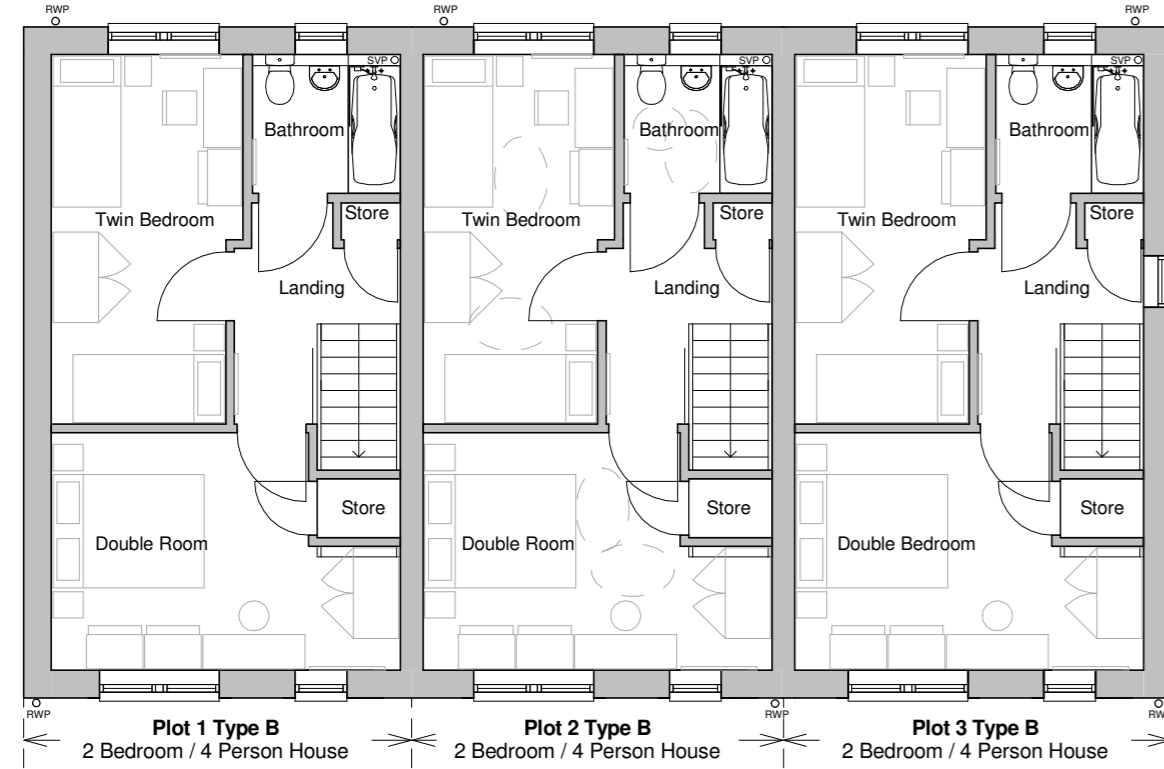 RWP
RWP
RWP
SVP
SVP
SVP
Bathroom
Bathroom
Bathroom
Twin Bedroom
Store
Twin Bedroom
Store
Twin Bedroom
Store
Landing
Landing
Landing
Store
Store
Store
Double Room
Double Room
Double Bedroom
RWP
RWP
Plot 1 Type B
2 Bedroom / 4 Person House
Plot 2 Type B
2 Bedroom / 4 Person House
Plot 3 Type B
2 Bedroom / 4 Person House